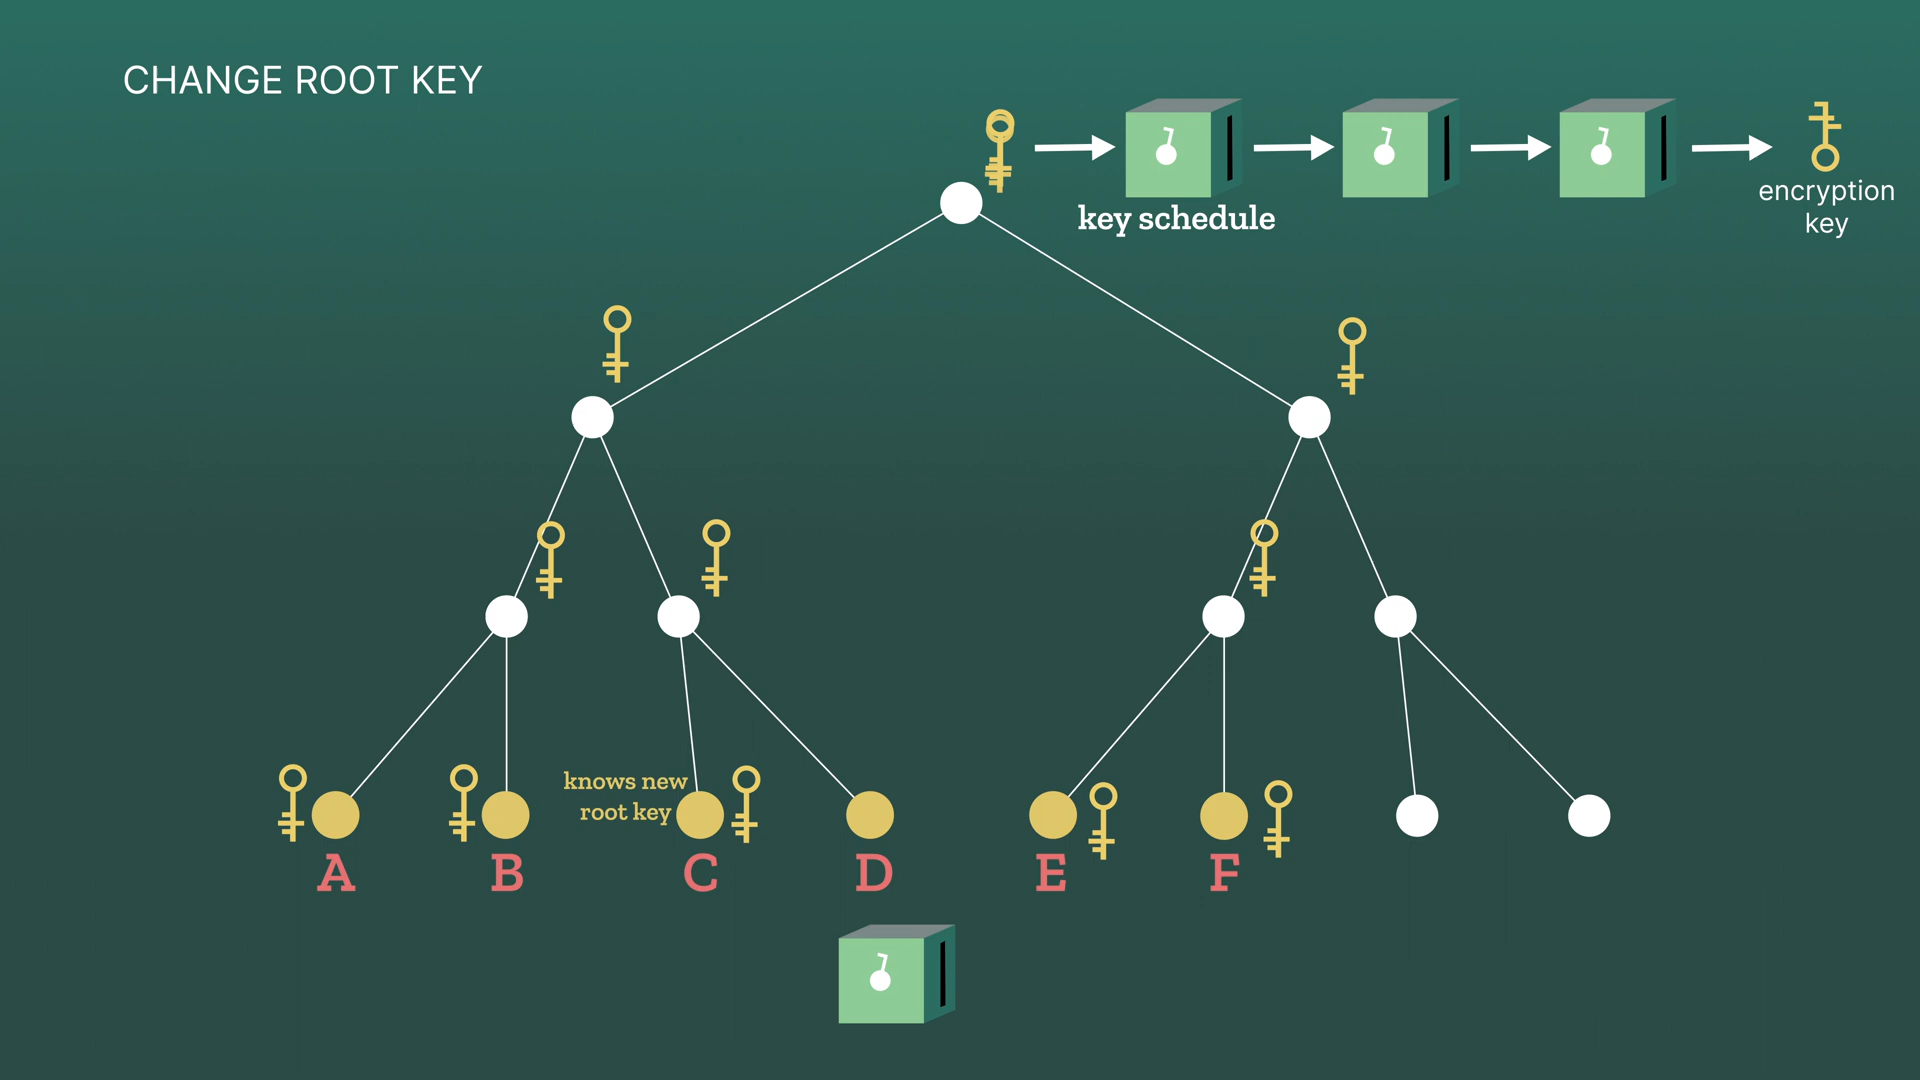 CHANGE ROOT KEY
key schedule
encryption
key
knows new
root key
A
B
C
D
E
F